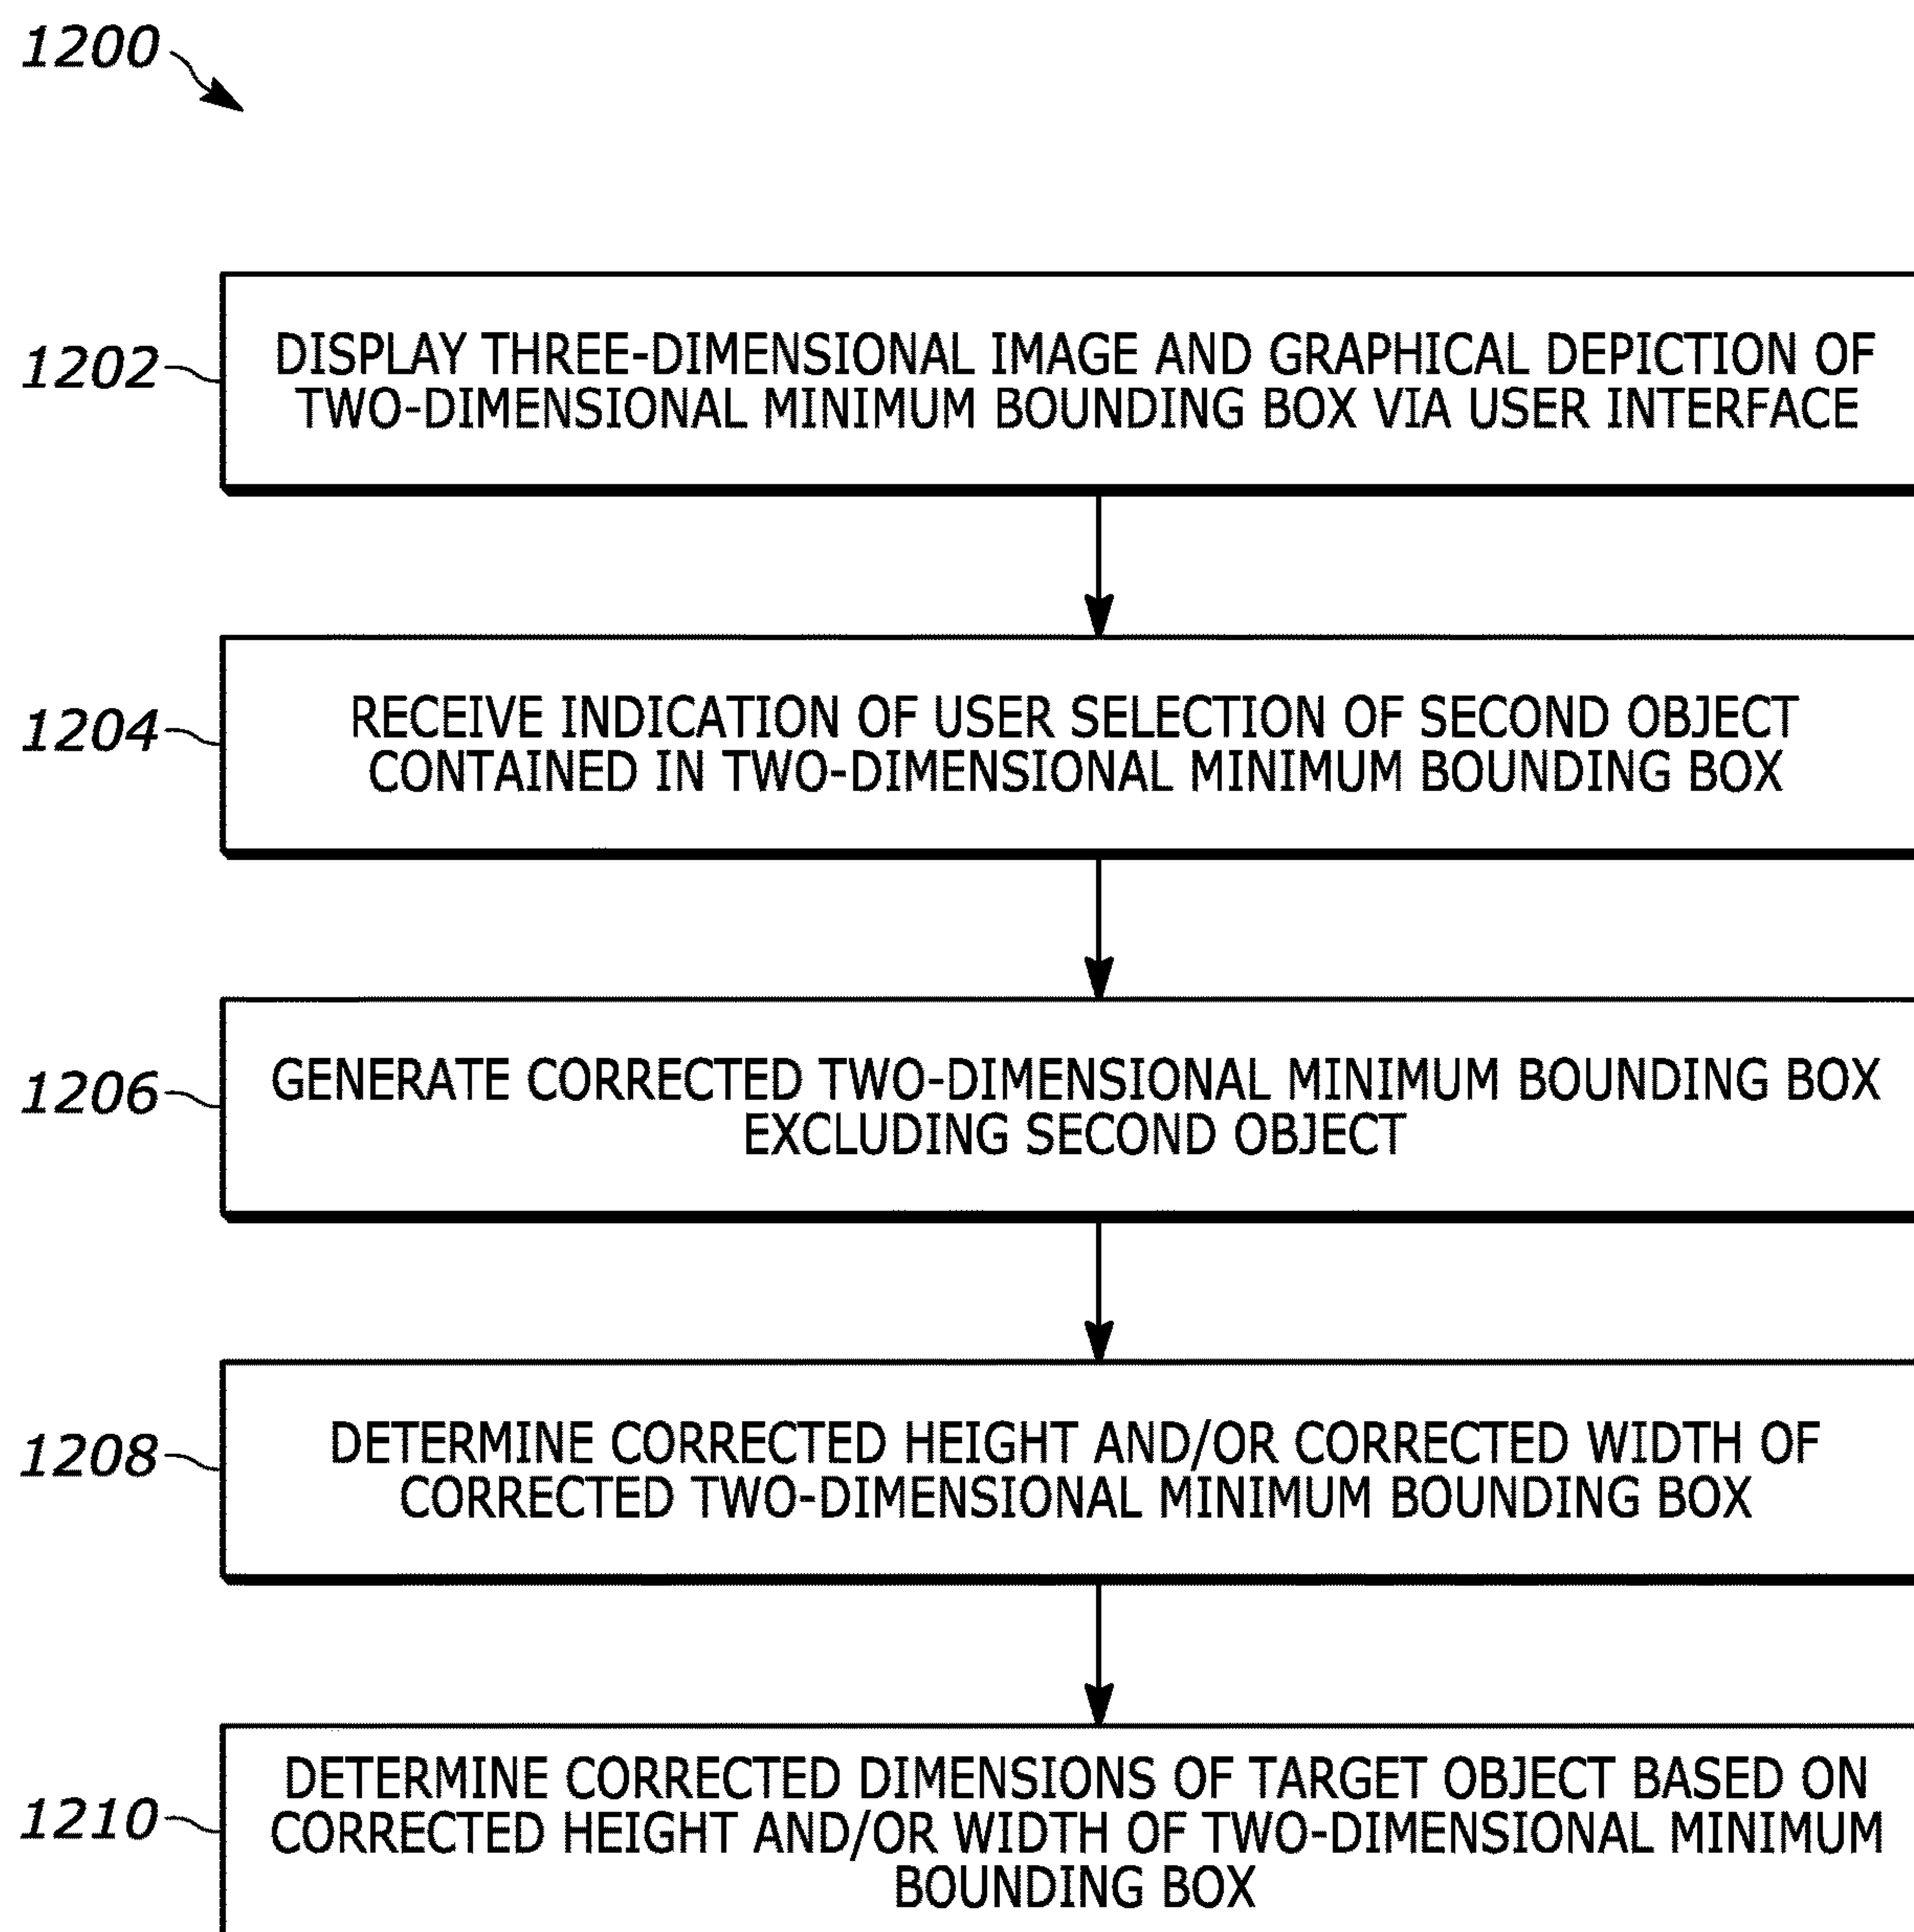 1200
1202
DISPLAY THREE-DIMENSIONAL IMAGE AND GRAPHICAL DEPICTION OF
TWO-DIMENSIONAL MINIMUM BOUNDING BOX VIA USER INTERFACE
1204
RECEIVE INDICATION OF USER SELECTION OF SECOND OBJECT
CONTAINED IN TWO-DIMENSIONAL MINIMUM BOUNDING BOX
1206
GENERATE CORRECTED TWO-DIMENSIONAL MINIMUM BOUNDING BOX
EXCLUDING SECOND OBJECT
1208
DETERMINE CORRECTED HEIGHT AND/OR CORRECTED WIDTH OF
CORRECTED TWO-DIMENSIONAL MINIMUM BOUNDING BOX
1210
DETERMINE CORRECTED DIMENSIONS OF TARGET OBJECT BASED ON
CORRECTED HEIGHT AND/OR WIDTH OF TWO-DIMENSIONAL MINIMUM
BOUNDING BOX